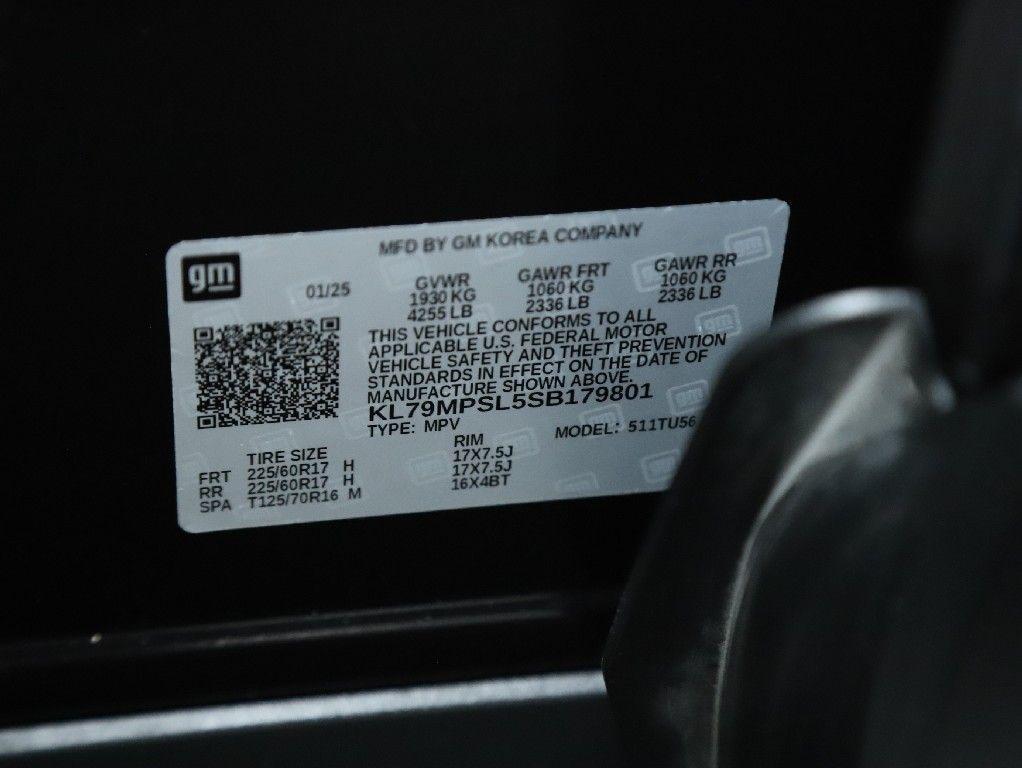 MFD BY GM KOREA COMPANY
gm
01/25
GVWR GAWR FRT GAWR RR
1930 KG 1060 KG 1060 KG
4255 LB 2336 LB 2336 LB
THIS VEHICLE CONFORMS TO ALL
APPLICABLE U.S. FEDERAL MOTOR
VEHICLE SAFETY AND THEFT PREVENTION
STANDARDS IN EFFECT ON THE DATE OF
MANUFACTURE SHOWN ABOVE.
KL79MPSL5SB179801
TYPE: MPV MODEL: 511TU56
TIRE SIZE RIM
FRT 225/60R17 H 17X7.5J
RR 225/60R17 H 17X7.5J
SPA T125/70R16 M 16X4BT